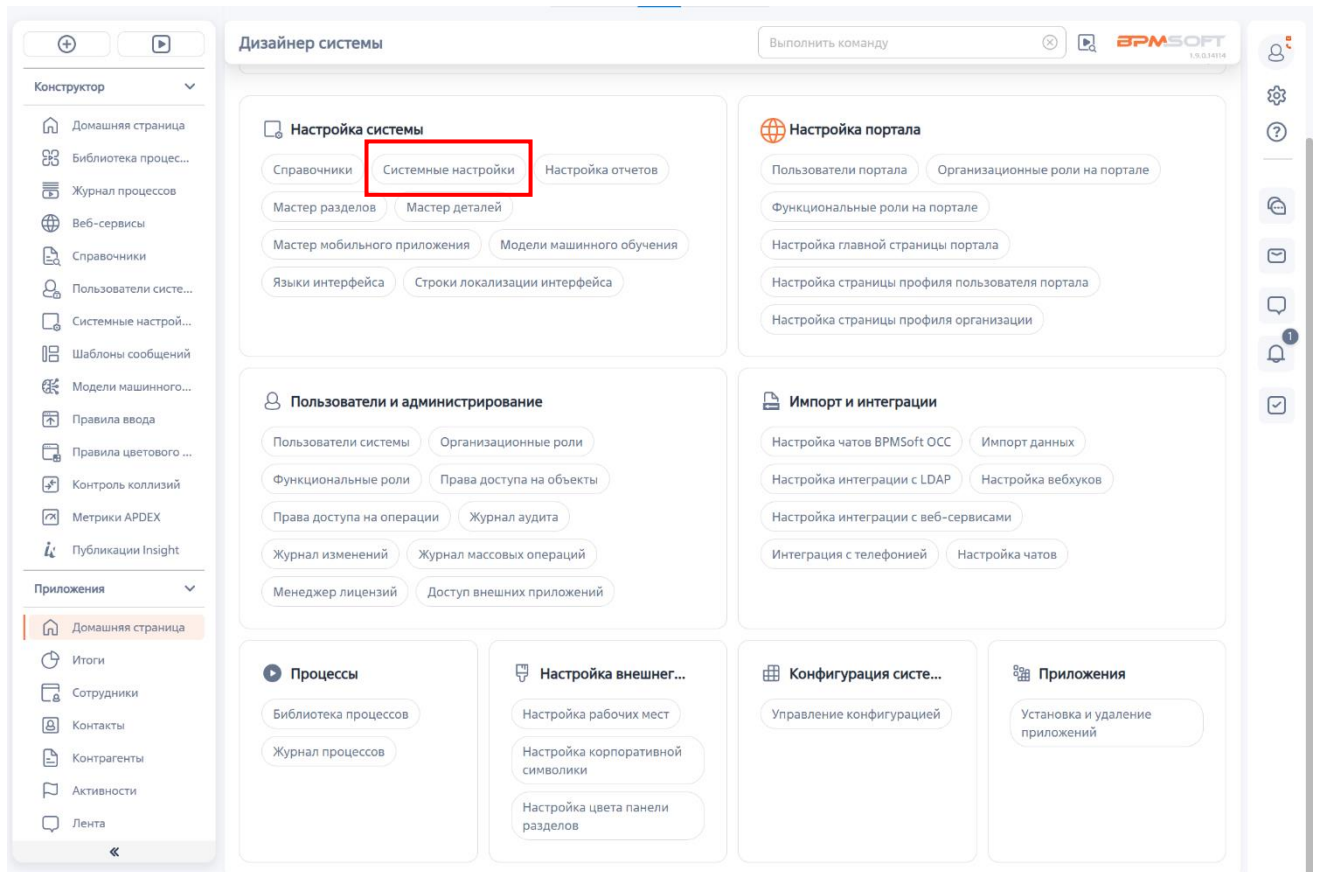 Дизайнер системы
Выполнить команду
BPMSOFT
1.9.0.14114
Конструктор
Домашняя страница
Библиотека процес...
Журнал процессов
Веб-сервисы
Справочники
Пользователи систе...
Системные настрой...
Шаблоны сообщений
Модели машинного...
Правила ввода
Правила цветового ...
Контроль коллизий
Метрики APDEX
Публикации Insight
Приложения
Домашняя страница
Итоги
Сотрудники
Контакты
Контрагенты
Активности
Лента
Настройка системы
Справочники
Системные настройки
Настройка отчетов
Мастер разделов
Мастер деталей
Мастер мобильного приложения
Модели машинного обучения
Языки интерфейса
Строки локализации интерфейса
Настройка портала
Пользователи портала
Организационные роли на портале
Функциональные роли на портале
Настройка главной страницы портала
Настройка страницы профиля пользователя портала
Настройка страницы профиля организации
Пользователи и администрирование
Пользователи системы
Организационные роли
Функциональные роли
Права доступа на объекты
Права доступа на операции
Журнал аудита
Журнал изменений
Журнал массовых операций
Менеджер лицензий
Доступ внешних приложений
Импорт и интеграции
Настройка чатов BPMSoft OCC
Импорт данных
Настройка интеграции с LDAP
Настройка вебхуков
Настройка интеграции с веб-сервисами
Интеграция с телефонией
Настройка чатов
Процессы
Библиотека процессов
Журнал процессов
Настройка внешнег...
Настройка рабочих мест
Настройка корпоративной
символики
Настройка цвета панели
разделов
Конфигурация систе...
Управление конфигурацией
Приложения
Установка и удаление
приложений
1